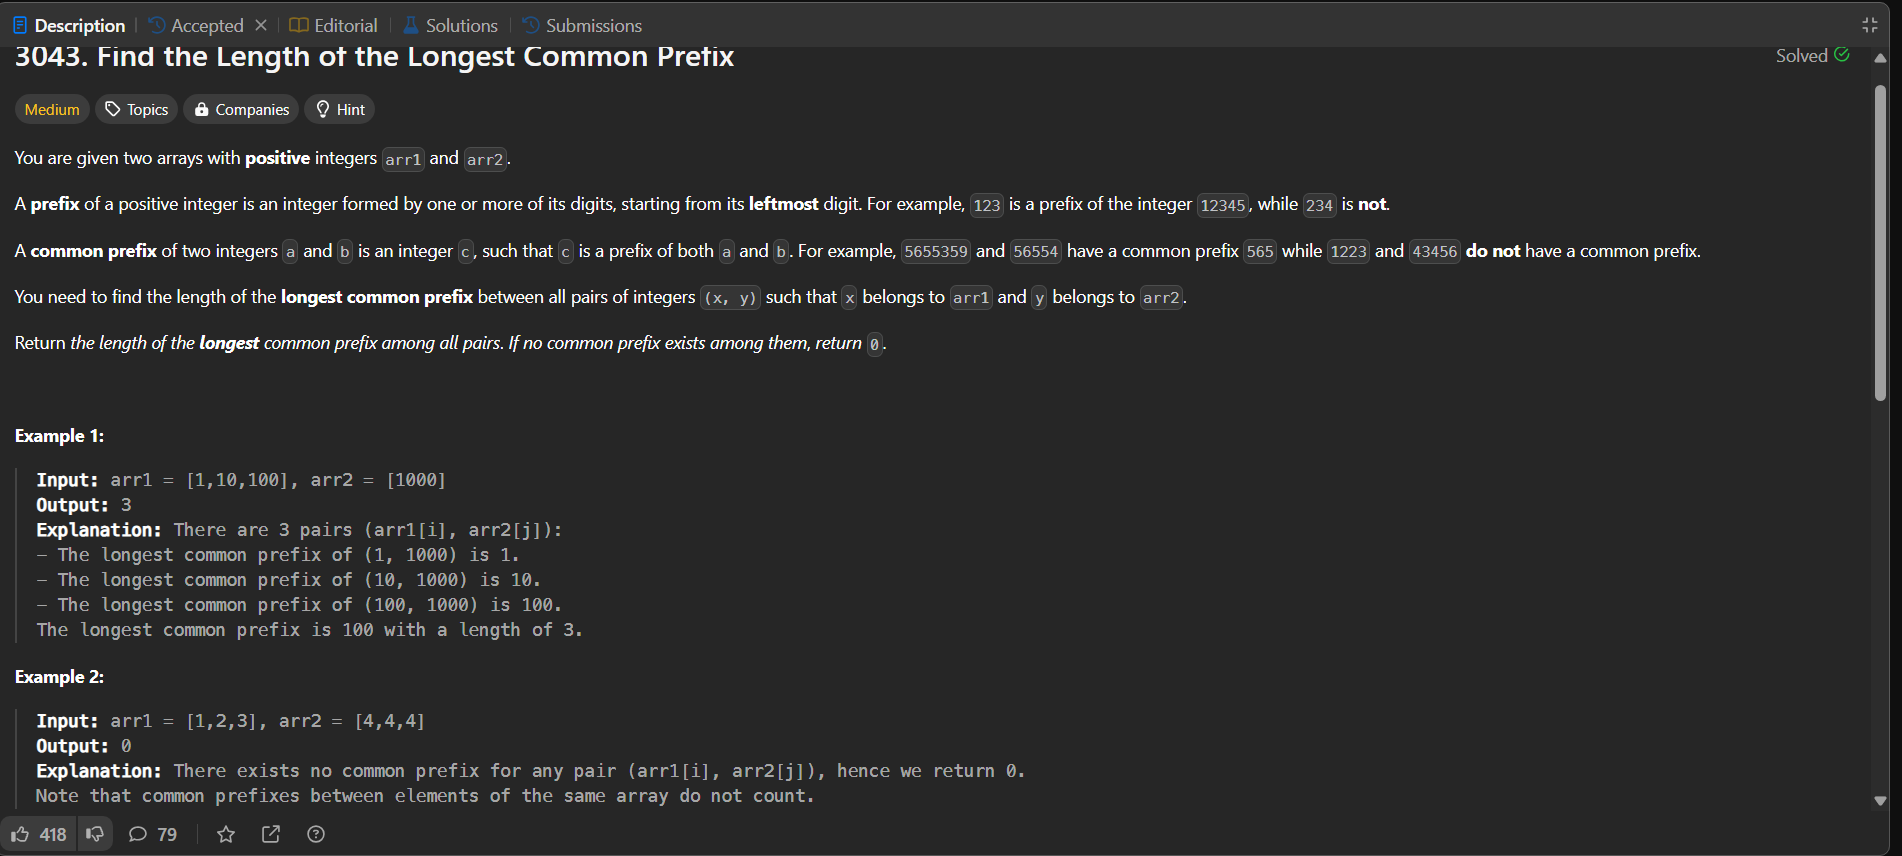 Description
Accepted
Editorial
Solutions
Submissions
3043. Find the Length of the Longest Common Prefix
Solved
Medium
Topics
Companies
Hint
You are given two arrays with positive integers arr1 and arr2.
A prefix of a positive integer is an integer formed by one or more of its digits, starting from its leftmost digit. For example, 123 is a prefix of the integer 12345, while 234 is not.
A common prefix of two integers a and b is an integer c, such that c is a prefix of both a and b. For example, 5655359 and 56554 have a common prefix 565 while 1223 and 43456 do not have a common prefix.
You need to find the length of the longest common prefix between all pairs of integers (x, y) such that x belongs to arr1 and y belongs to arr2.
Return the length of the longest common prefix among all pairs. If no common prefix exists among them, return 0.
Example 1:
Input: arr1 = [1,10,100], arr2 = [1000]
Output: 3
Explanation: There are 3 pairs (arr1[i], arr2[j]):
- The longest common prefix of (1, 1000) is 1.
- The longest common prefix of (10, 1000) is 10.
- The longest common prefix of (100, 1000) is 100.
The longest common prefix is 100 with a length of 3.
Example 2:
Input: arr1 = [1,2,3], arr2 = [4,4,4]
Output: 0
Explanation: There exists no common prefix for any pair (arr1[i], arr2[j]), hence we return 0.
Note that common prefixes between elements of the same array do not count.
418
79